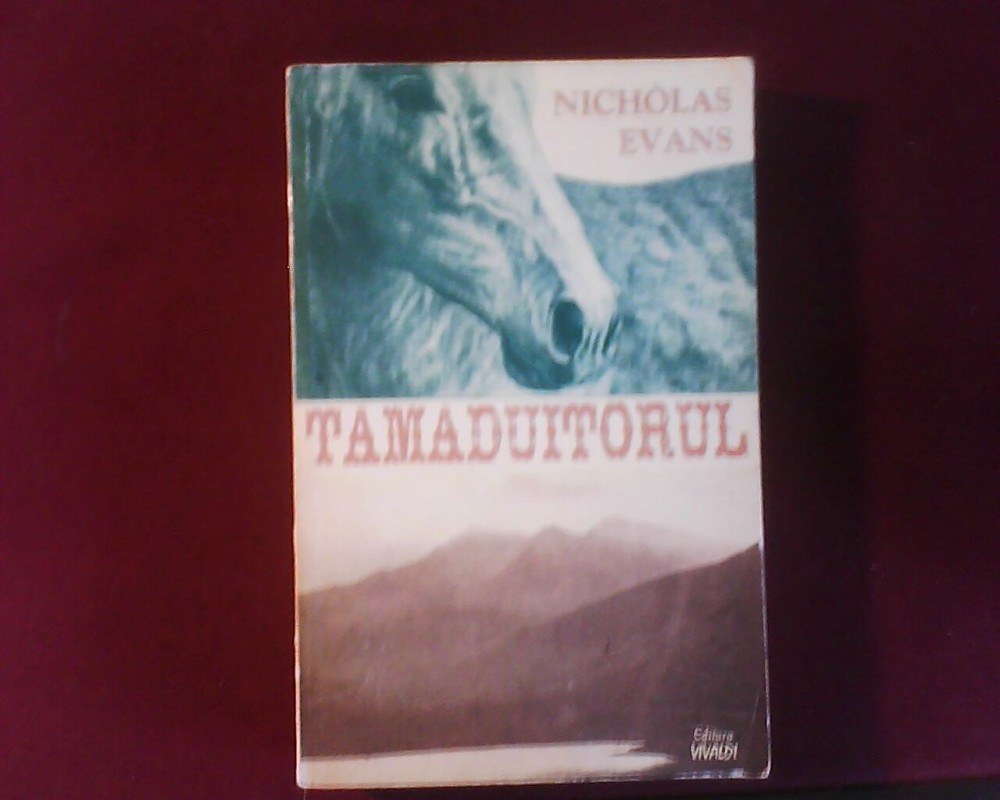 NICHOLAS
EVANS
TAMADUITORUL
Editura
VIVALDI